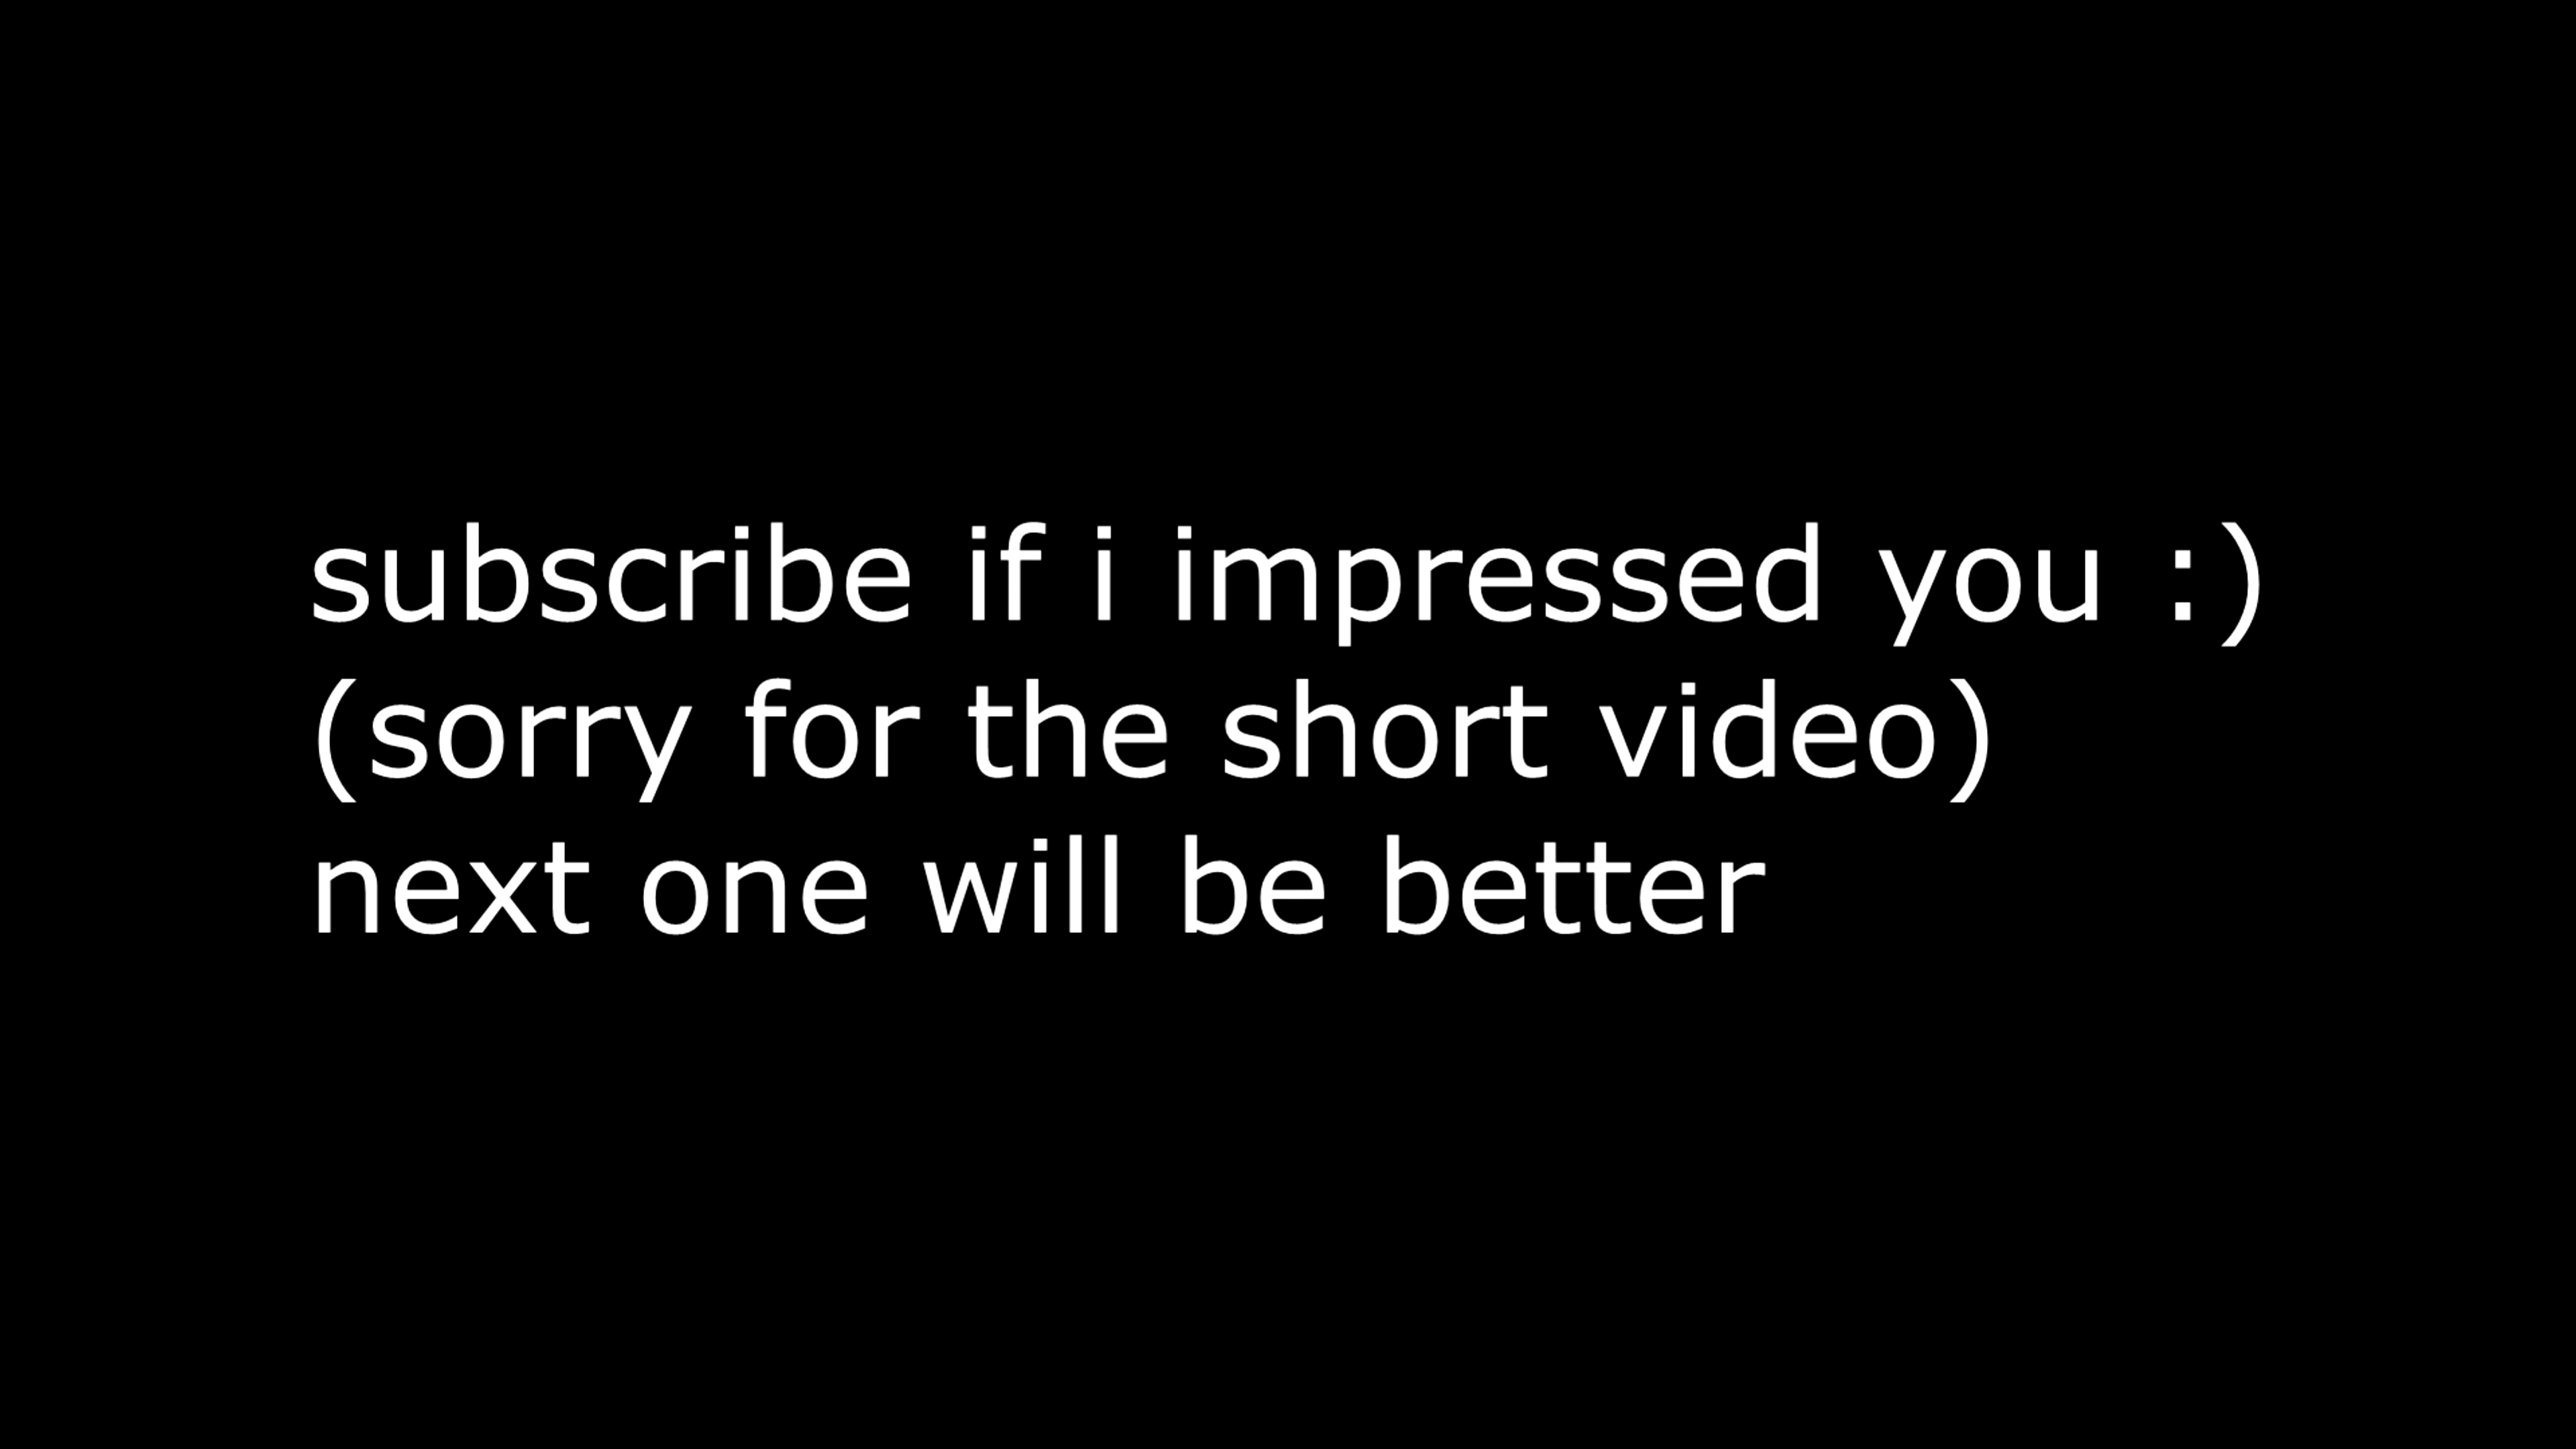 subscribe if i impressed you :)
(sorry for the short video)
next one will be better